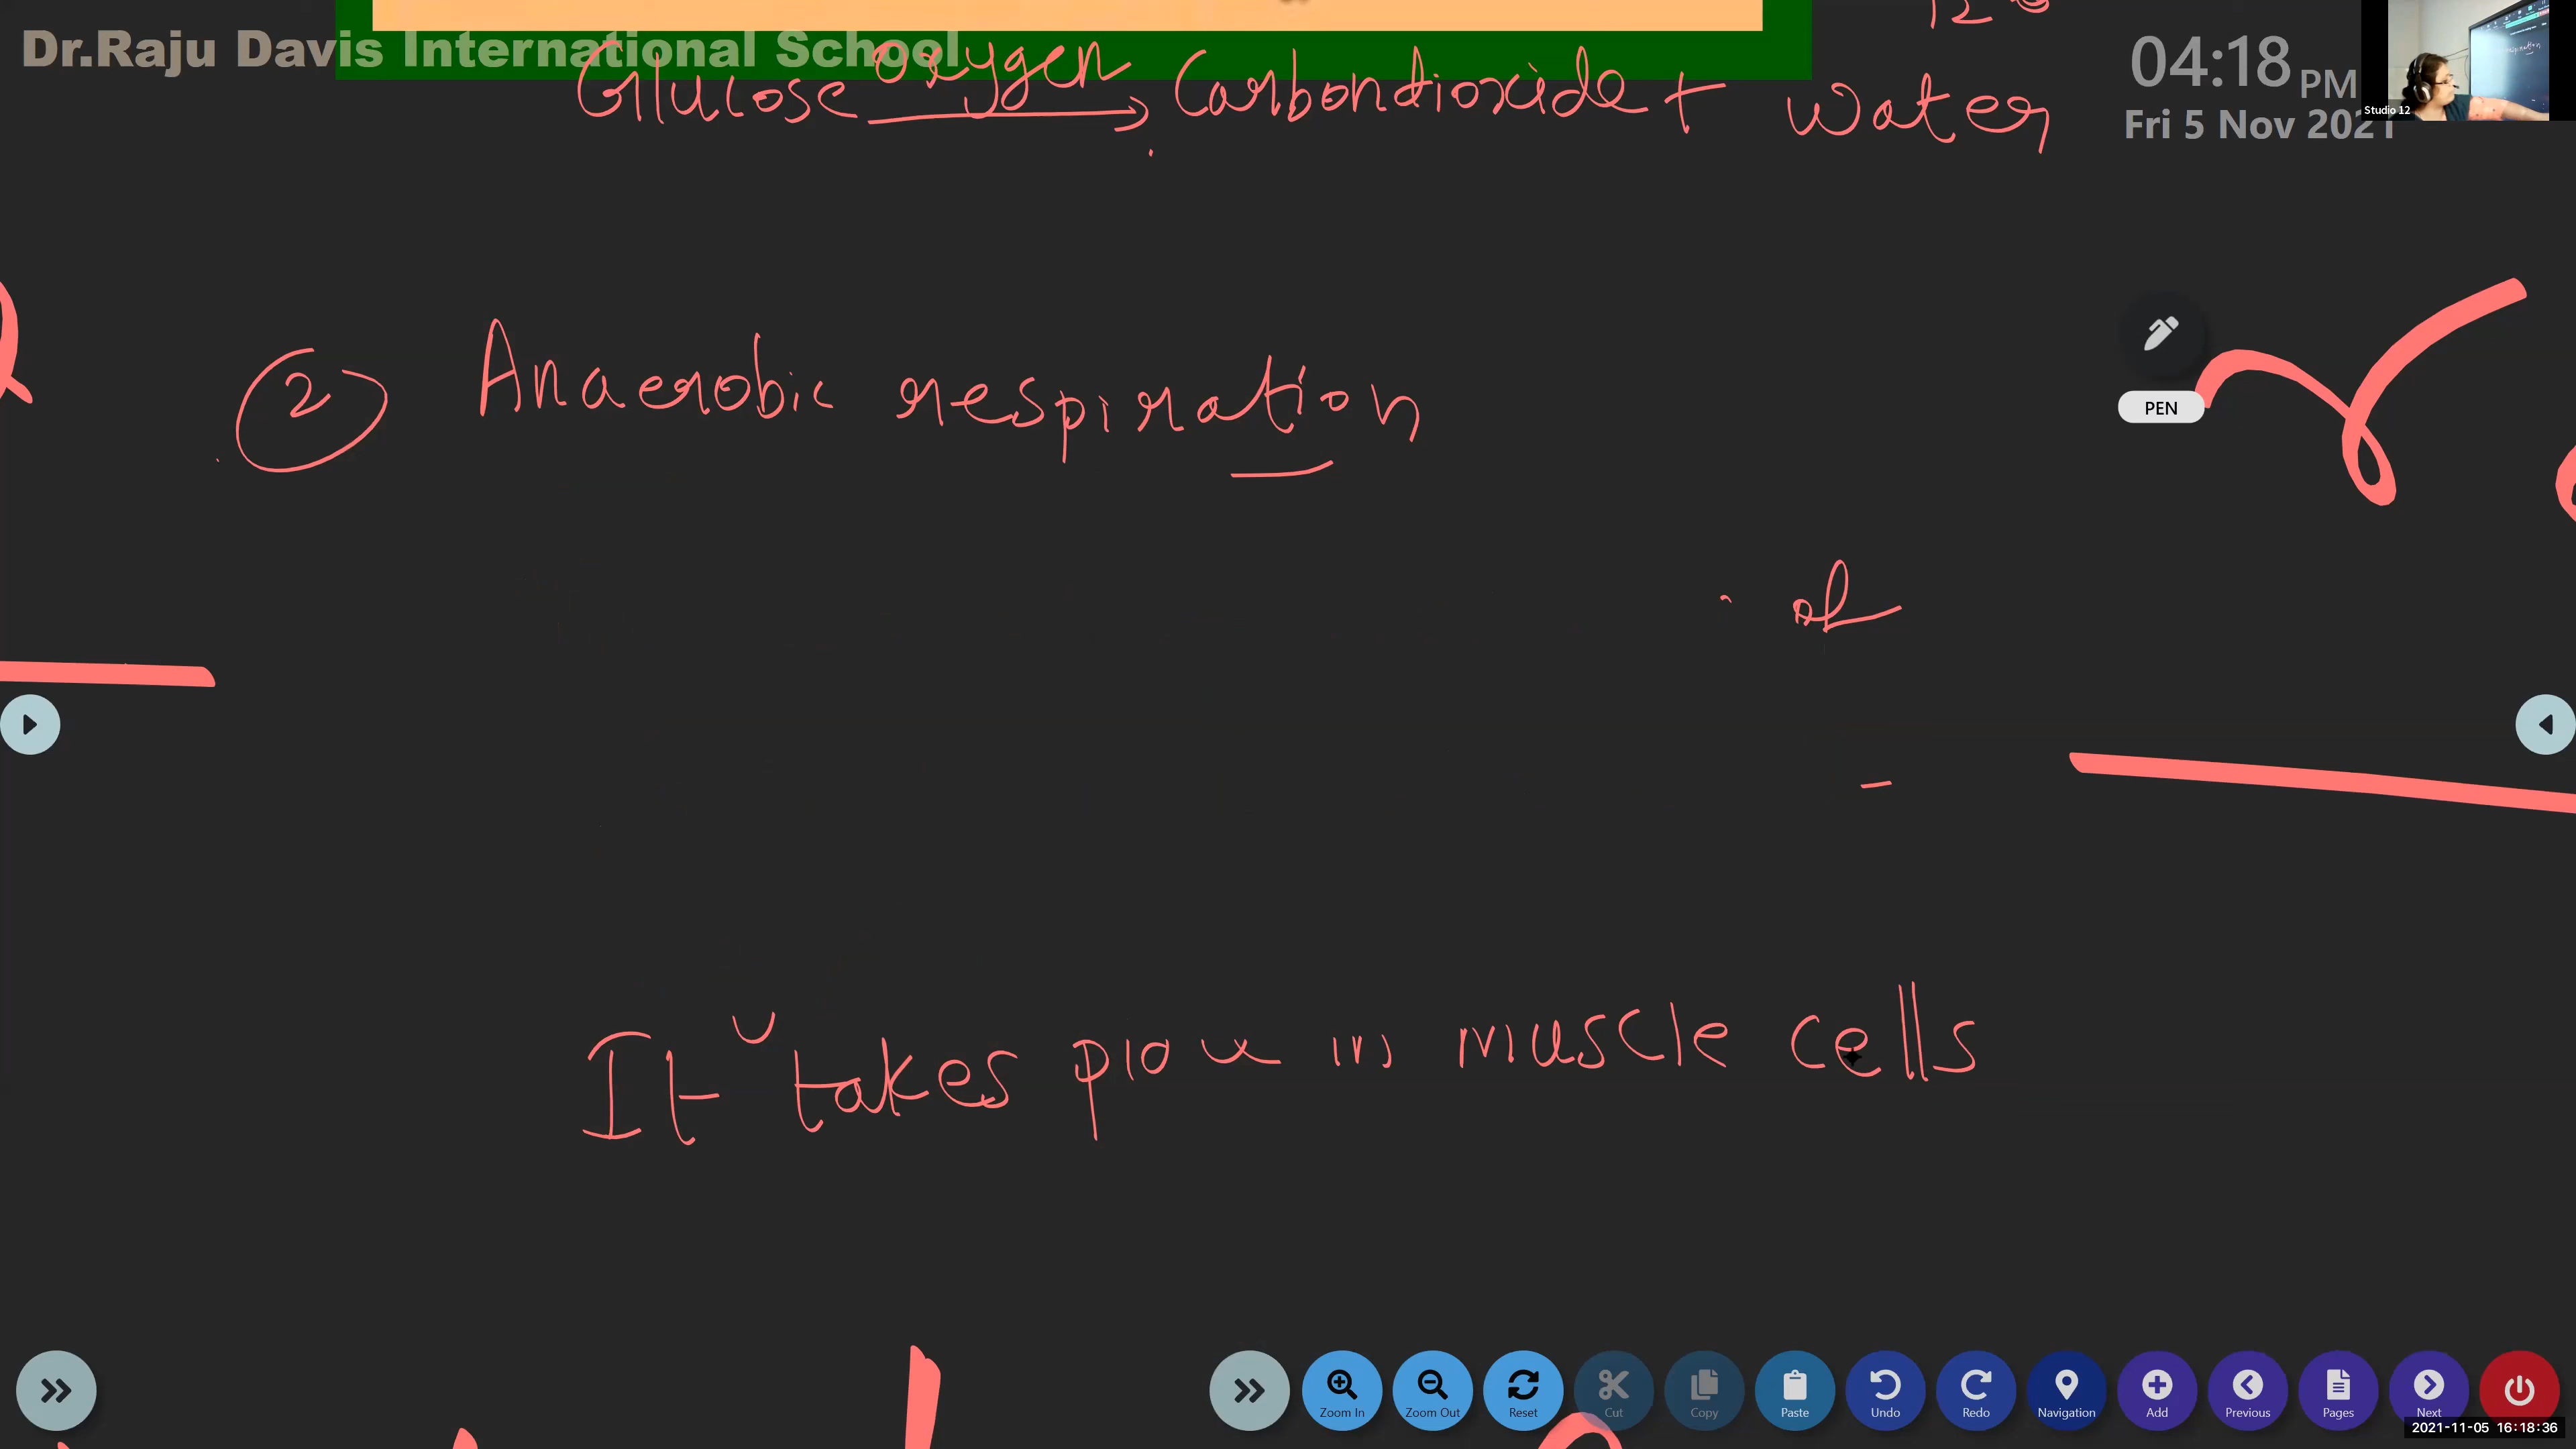 Dr.Raju Davis International School
04:18 PM
Fri 5 Nov 2021
Studio 12
Glucose oxygen Carbondioxide + water
2 Anaerobic respiration
PEN
It takes place in muscle cells
Zoom In Zoom Out Reset Cut Copy Paste Undo Redo Navigation Add Previous Pages Next
2021-11-05 16:18:36